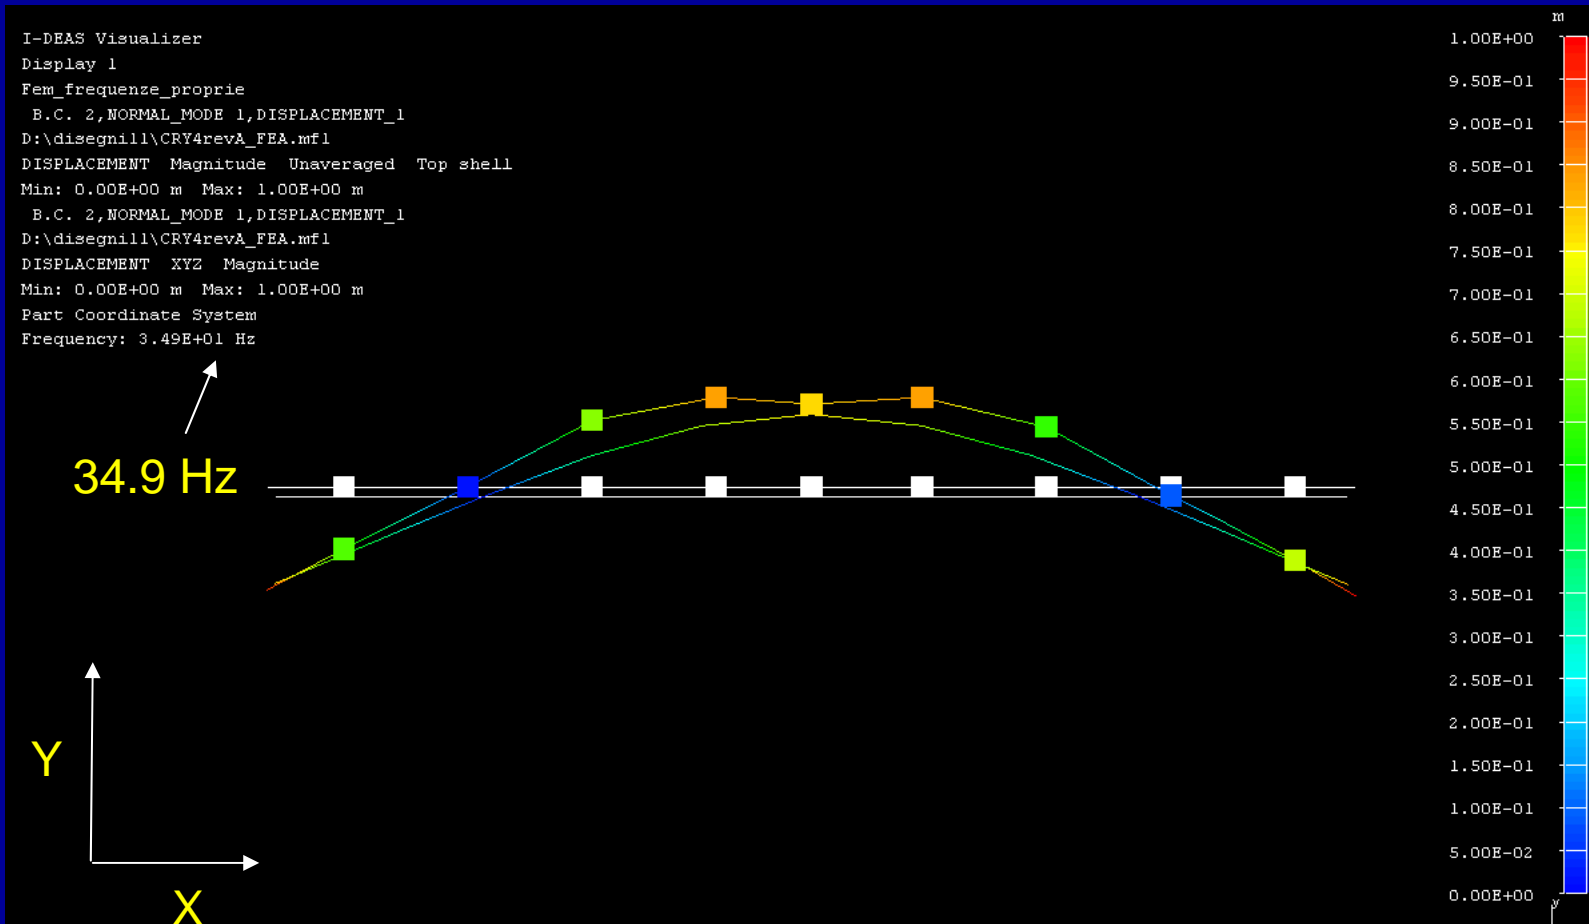 I-DEAS Visualizer
Display 1
Fem_frequenze_proprie
B.C. 2,NORMAL_MODE 1,DISPLACEMENT_1
D:\disegnill\CRY4revA_FEA.mf1
DISPLACEMENT Magnitude Unaveraged Top shell
Min: 0.00E+00 m Max: 1.00E+00 m
B.C. 2,NORMAL_MODE 1,DISPLACEMENT_1
D:\disegnill\CRY4revA_FEA.mf1
DISPLACEMENT XYZ Magnitude
Min: 0.00E+00 m Max: 1.00E+00 m
Part Coordinate System
Frequency: 3.49E+01 Hz
34.9 Hz
Y
X
m
1.00E+00
9.50E-01
9.00E-01
8.50E-01
8.00E-01
7.50E-01
7.00E-01
6.50E-01
6.00E-01
5.50E-01
5.00E-01
4.50E-01
4.00E-01
3.50E-01
3.00E-01
2.50E-01
2.00E-01
1.50E-01
1.00E-01
5.00E-02
0.00E+00
y